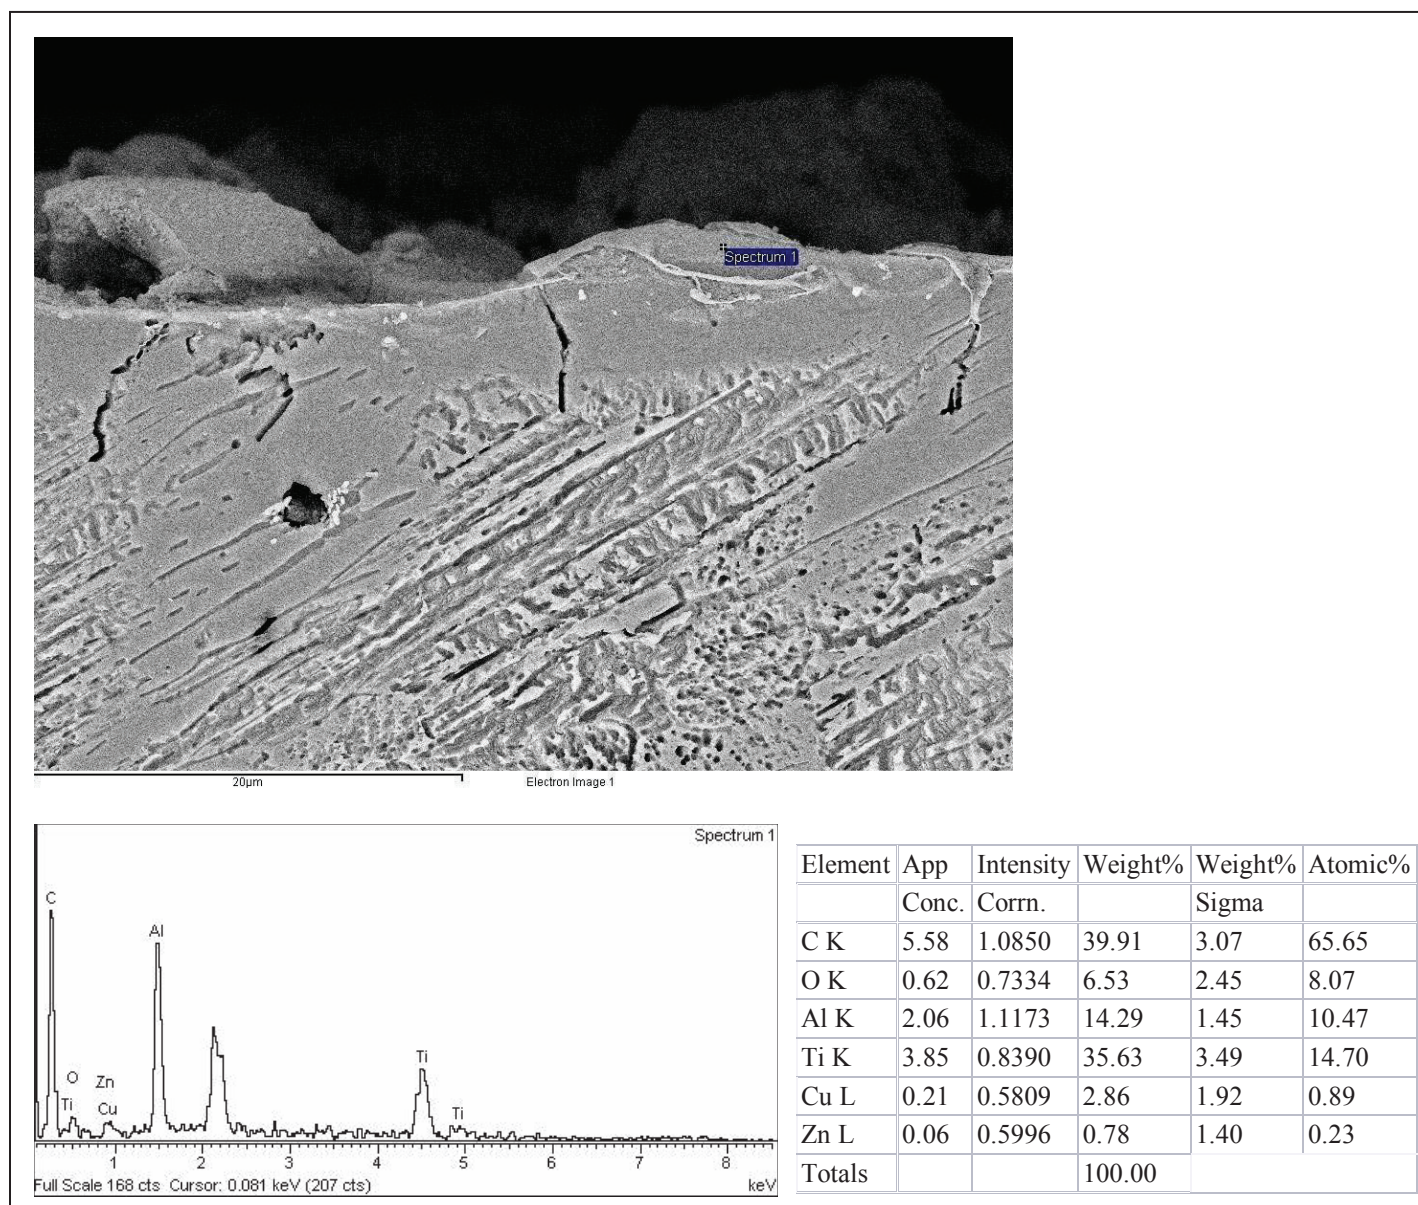 Spectrum 1
20µm
Electron Image 1
Spectrum 1
C
Al
O
Zn
Ti
Cu
Ti
Ti
1 2 3 4 5 6 7 8
Full Scale 168 cts Cursor: 0.081 keV (207 cts)
keV
Element App Intensity Weight% Weight% Atomic%
Conc. Corrn. Sigma
C K 5.58 1.0850 39.91 3.07 65.65
O K 0.62 0.7334 6.53 2.45 8.07
Al K 2.06 1.1173 14.29 1.45 10.47
Ti K 3.85 0.8390 35.63 3.49 14.70
Cu L 0.21 0.5809 2.86 1.92 0.89
Zn L 0.06 0.5996 0.78 1.40 0.23
Totals 100.00